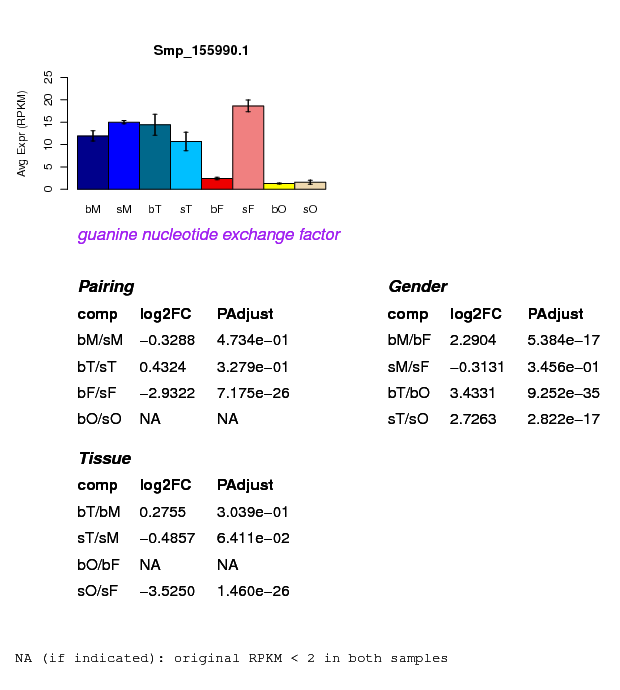 Smp_155990.1
Avg Expr (RPKM)
0 5 10 15 20 25
bM sM bT sT bF sF bO sO
guanine nucleotide exchange factor
Pairing
comp log2FC PAdjust
bM/sM −0.3288 4.734e−01
bT/sT 0.4324 3.279e−01
bF/sF −2.9322 7.175e−26
bO/sO NA NA
Gender
comp log2FC PAdjust
bM/bF 2.2904 5.384e−17
sM/sF −0.3131 3.456e−01
bT/bO 3.4331 9.252e−35
sT/sO 2.7263 2.822e−17
Tissue
comp log2FC PAdjust
bT/bM 0.2755 3.039e−01
sT/sM −0.4857 6.411e−02
bO/bF NA NA
sO/sF −3.5250 1.460e−26
NA (if indicated): original RPKM < 2 in both samples